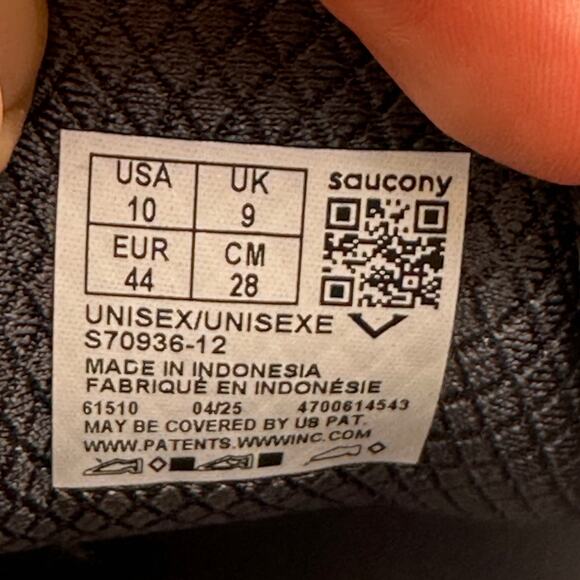 USA UK
10 9
EUR CM
44 28
saucony
UNISEX/UNISEXE
S70936-12
MADE IN INDONESIA
FABRIQUÉ EN INDONÉSIE
61510 04/25 4700614543
MAY BE COVERED BY US PAT.
WWW.PATENTS.WWWINC.COM